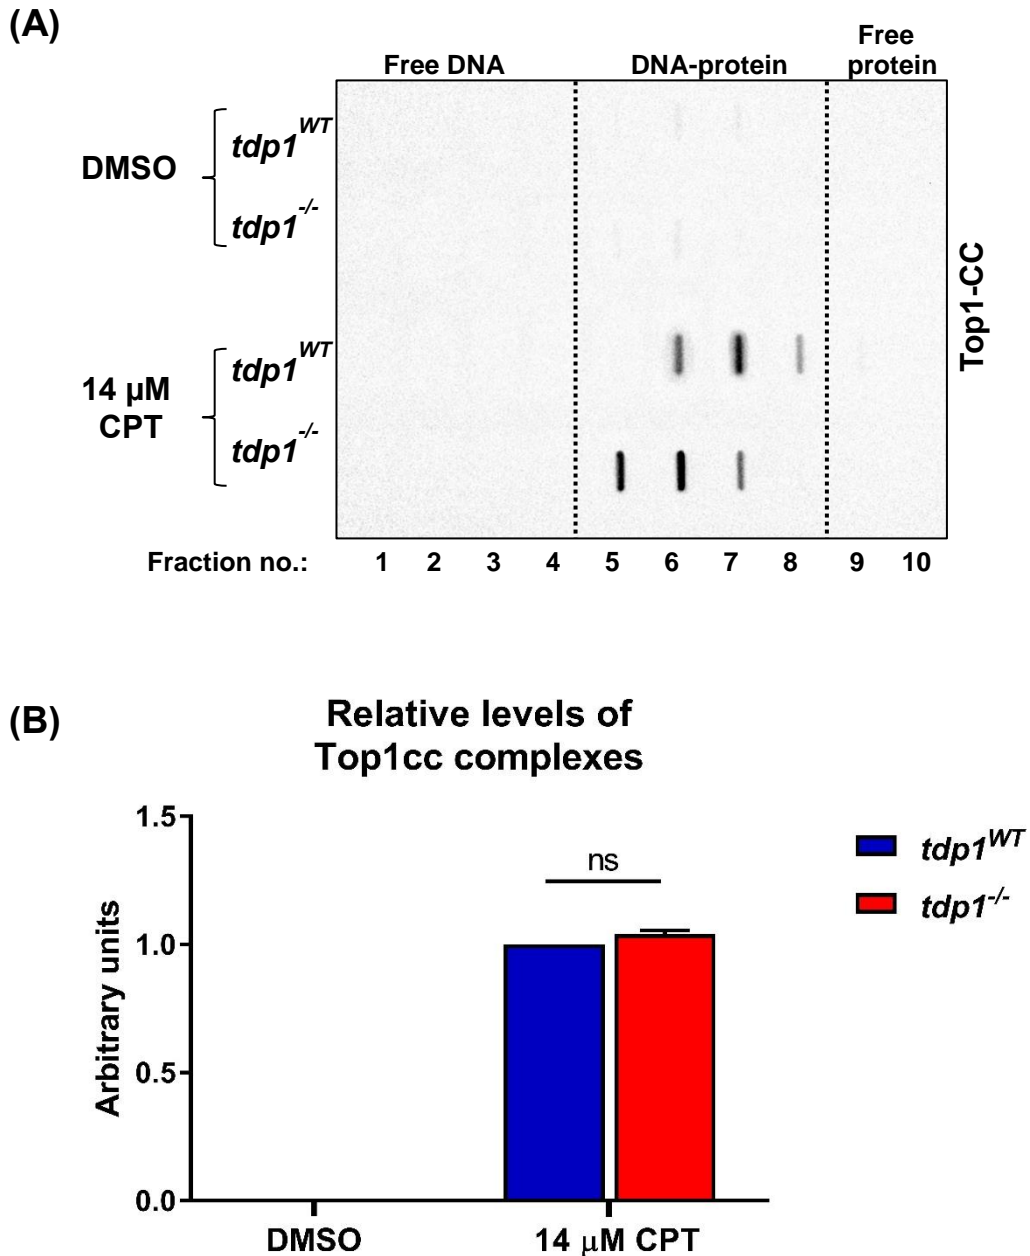 (A)
Free DNA DNA-protein Free protein
DMSO
tdp1WT
tdp1-/-
14 µM CPT
tdp1WT
tdp1-/-
Top1-CC
Fraction no.: 1 2 3 4 5 6 7 8 9 10
(B)
Relative levels of
Top1cc complexes
Arbitrary units
1.5
1.0
0.5
0.0
ns
DMSO 14 µM CPT
tdp1WT
tdp1-/-